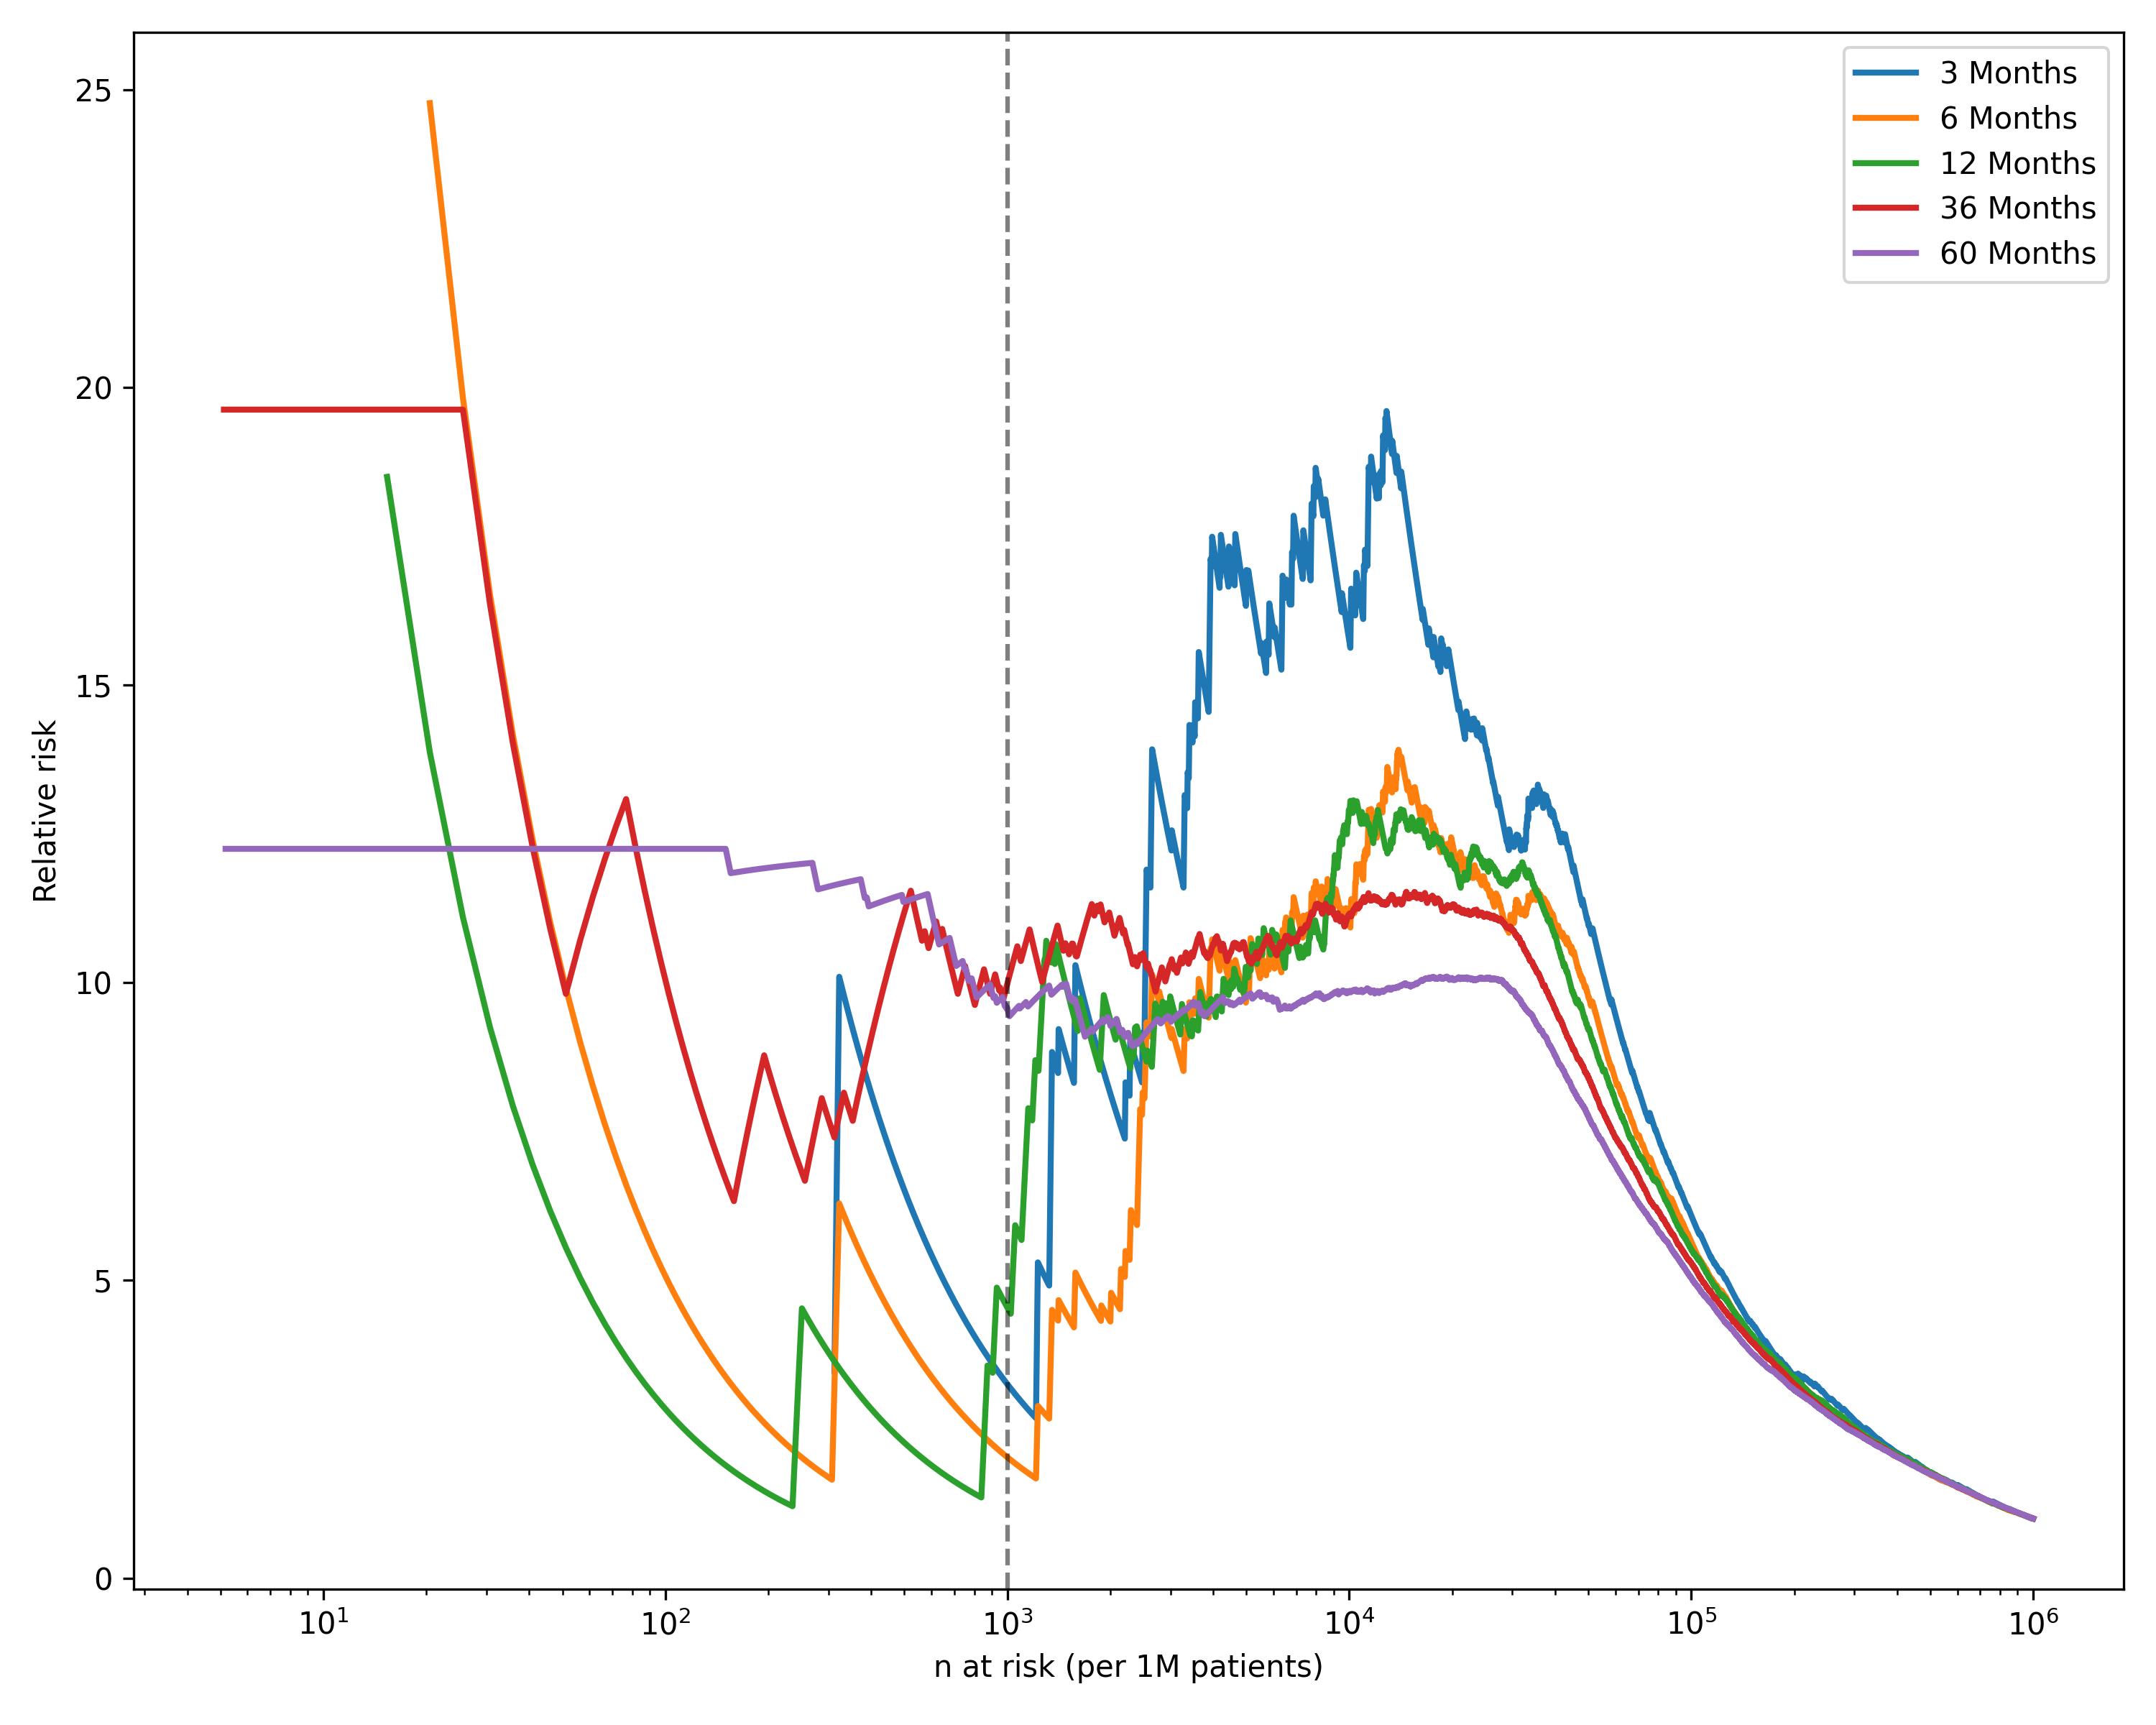 25
20
15
10
5
0
Relative risk
3 Months
6 Months
12 Months
36 Months
60 Months
10¹
10²
10³
10⁴
10⁵
10⁶
n at risk (per 1M patients)